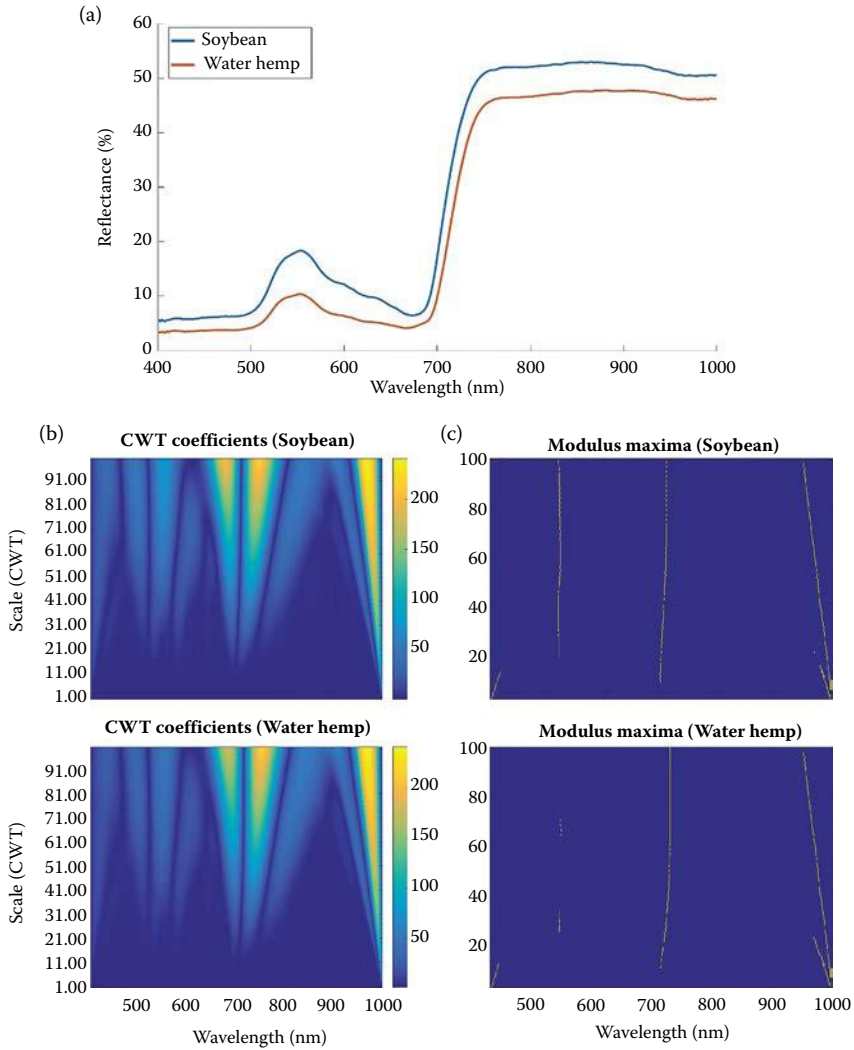 (a)
60
50
40
30
20
10
0
Reflectance (%)
Soybean
Water hemp
400 500 600 700 800 900 1000
Wavelength (nm)
(b)
CWT coefficients (Soybean)
91.00
81.00
71.00
61.00
51.00
41.00
31.00
21.00
11.00
1.00
Scale (CWT)
200
150
100
50
(c)
Modulus maxima (Soybean)
100
80
60
40
20
CWT coefficients (Water hemp)
91.00
81.00
71.00
61.00
51.00
41.00
31.00
21.00
11.00
1.00
Scale (CWT)
200
150
100
50
500 600 700 800 900 1000
Wavelength (nm)
Modulus maxima (Water hemp)
100
80
60
40
20
500 600 700 800 900 1000
Wavelength (nm)